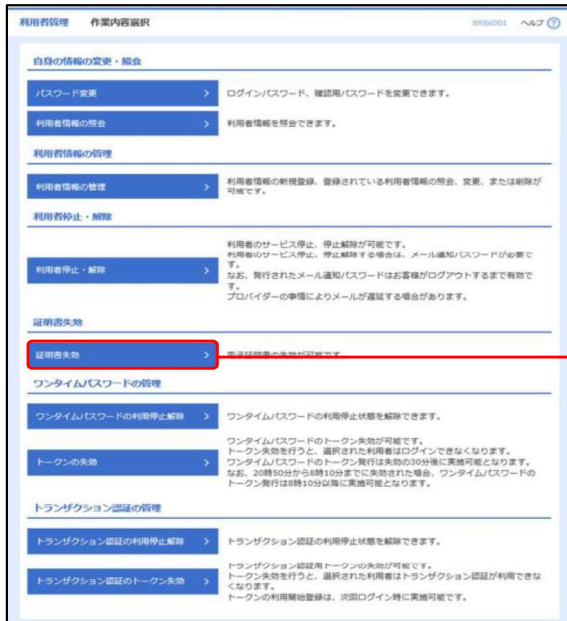 利用者管理 作業内容選択 BRSK001 ヘルプ ?
自身の情報の変更・照会
パスワード変更 > ログインパスワード、確認用パスワードを変更できます。
利用者情報の照会 > 利用者情報を照会できます。
利用者情報の管理
利用者情報の管理 > 利用者情報の新規登録、登録されている利用者情報の照会、変更、または削除が
可能です。
利用者停止・解除
利用者のサービス停止、停止解除が可能です。
利用者のサービス停止、停止解除する場合は、メール通知パスワードが必要で
す。
利用者停止・解除 >
なお、発行されたメール通知パスワードはお客様がログアウトするまで有効で
す。
プロバイダーの事情によりメールが遅延する場合があります。
証明書失効
証明書失効 > 電子証明書の失効が可能です。
ワンタイムパスワードの管理
ワンタイムパスワードの利用停止解除 > ワンタイムパスワードの利用停止状態を解除できます。
ワンタイムパスワードのトークン失効が可能です。
トークン失効を行うと、選択された利用者はログインできなくなります。
トークンの失効 > ワンタイムパスワードのトークン発行は失効の30分後に実施可能となります。
なお、20時50分から8時10分までに失効された場合、ワンタイムパスワードの
トークン発行は8時10分以降に実施可能となります。
トランザクション認証の管理
トランザクション認証の利用停止解除 > トランザクション認証の利用停止状態を解除できます。
トランザクション認証用トークンの失効が可能です。
トランザクション認証のトークン失効 > トークン失効を行うと、選択された利用者はトランザクション認証が利用できな
くなります。
トークンの利用開始登録は、次回ログイン時に実施可能です。